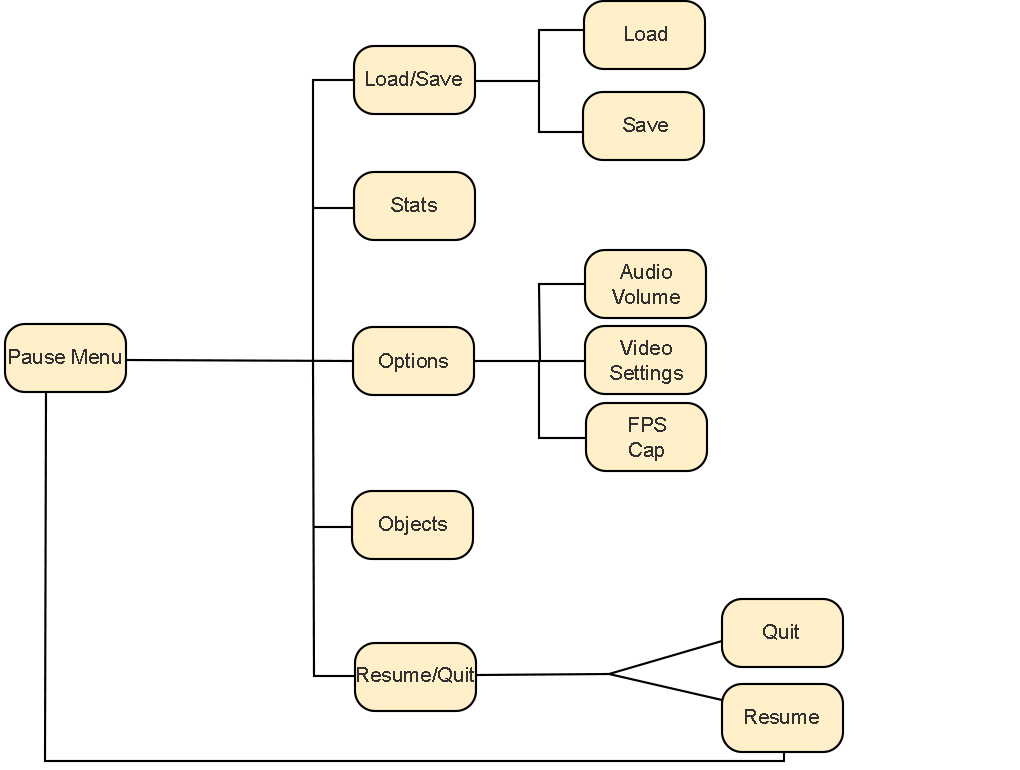 Load
Load/Save
Save
Stats
Audio
Volume
Pause Menu
Options
Video
Settings
FPS
Cap
Objects
Quit
Resume/Quit
Resume